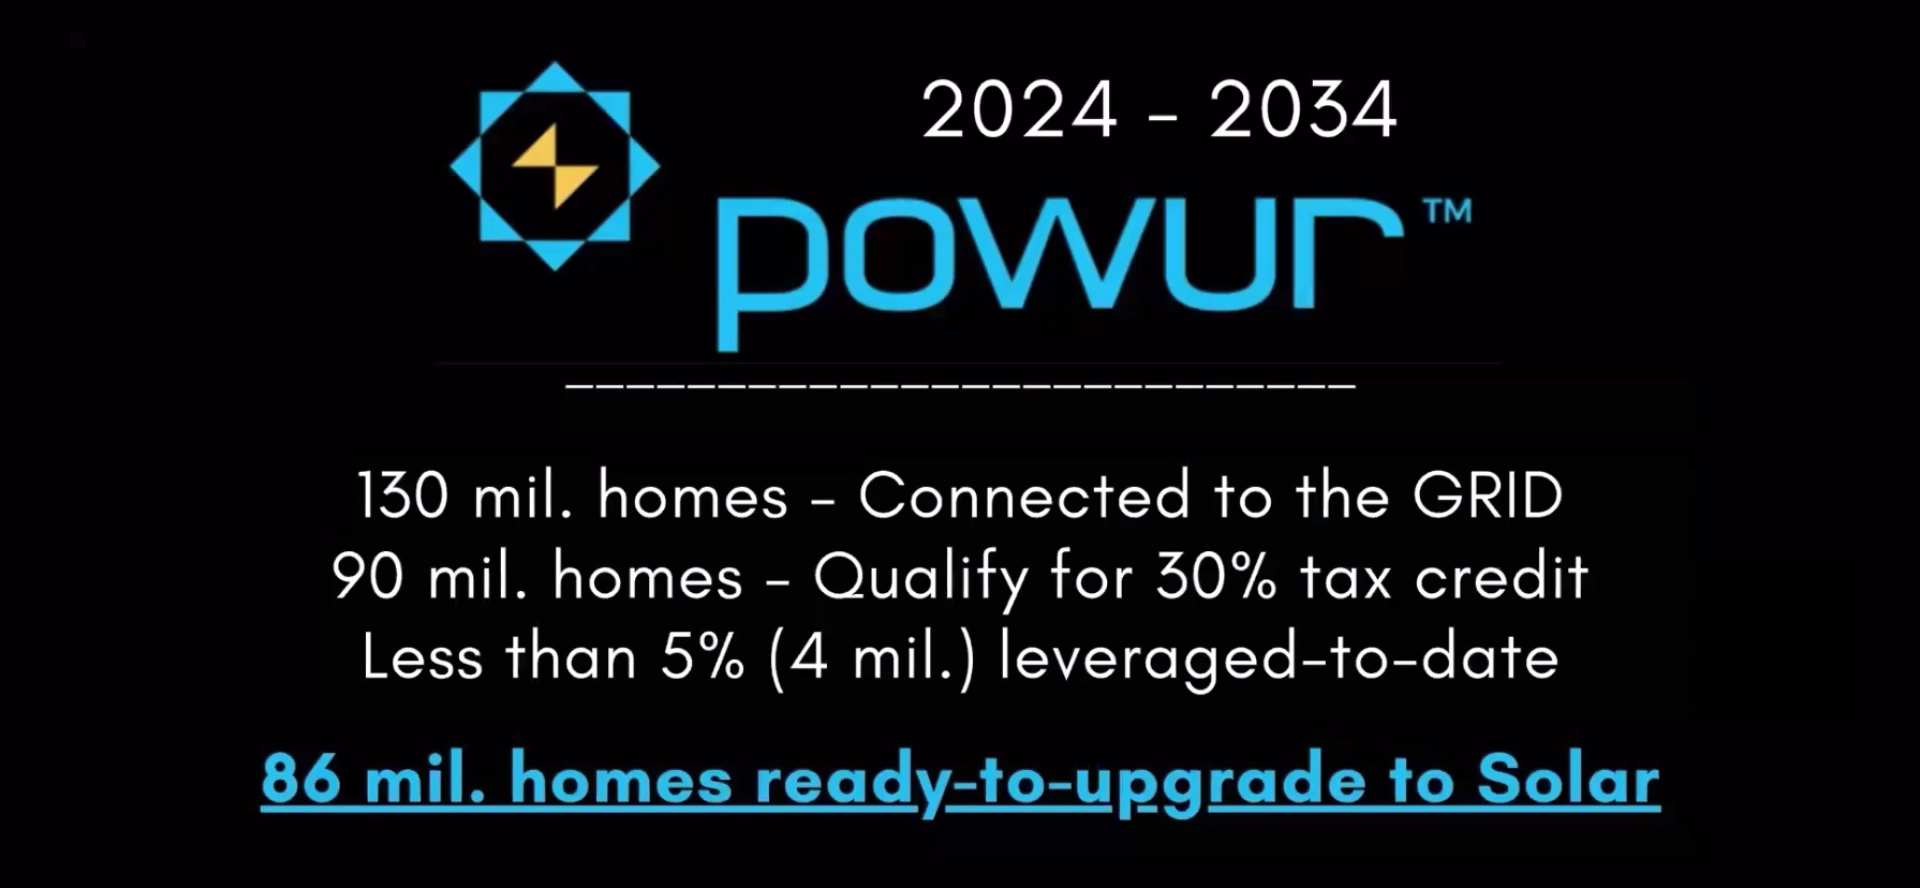 2024 - 2034
powur™
130 mil. homes - Connected to the GRID
90 mil. homes - Qualify for 30% tax credit
Less than 5% (4 mil.) leveraged-to-date
86 mil. homes ready-to-upgrade to Solar